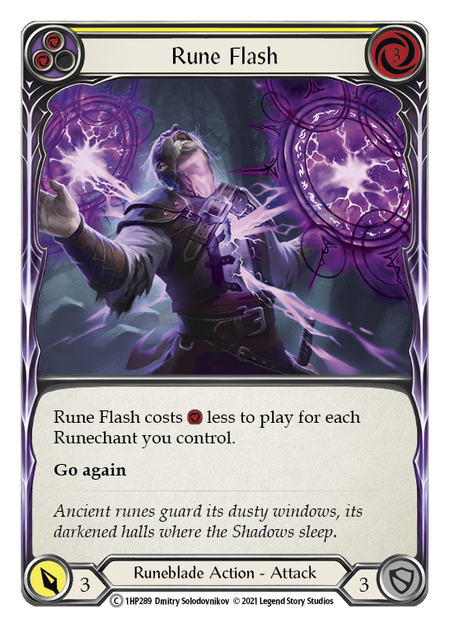 Rune Flash
3
Rune Flash costs less to play for each
Runechant you control.
Go again
Ancient runes guard its dusty windows, its
darkened halls where the Shadows sleep.
3
Runeblade Action - Attack
3
C 1HP289 Dmitry Solodovnikov © 2021 Legend Story Studios